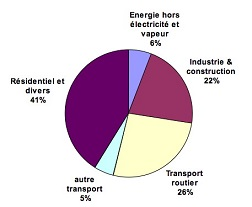 Energie hors
électricité et
vapeur
6%
Industrie &
construction
22%
Transport
routier
26%
autre
transport
5%
Résidentiel et
divers
41%